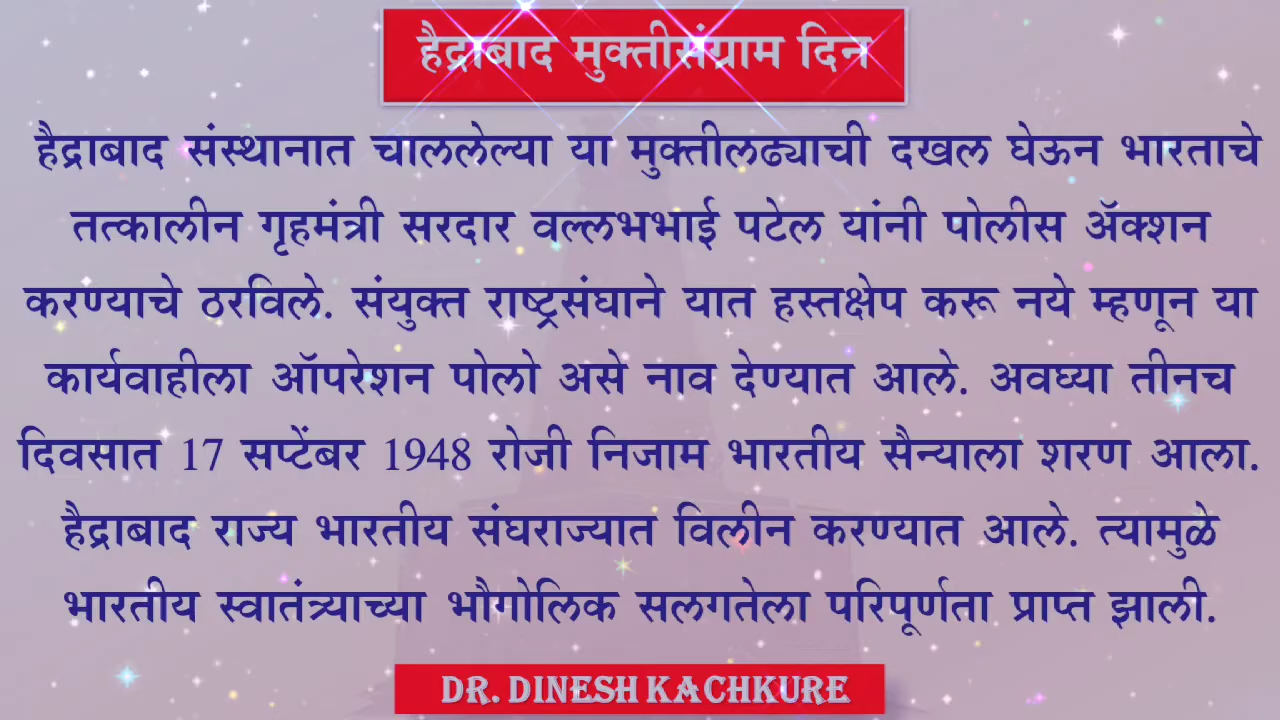 हैद्राबाद मुक्तीसंग्राम दिन
हैद्राबाद संस्थानात चाललेल्या या मुक्तीलढ्याची दखल घेऊन भारताचे
तत्कालीन गृहमंत्री सरदार वल्लभभाई पटेल यांनी पोलीस ॲक्शन
करण्याचे ठरविले. संयुक्त राष्ट्रसंघाने यात हस्तक्षेप करू नये म्हणून या
कार्यवाहीला ऑपरेशन पोलो असे नाव देण्यात आले. अवघ्या तीनच
दिवसात 17 सप्टेंबर 1948 रोजी निजाम भारतीय सैन्याला शरण आला.
हैद्राबाद राज्य भारतीय संघराज्यात विलीन करण्यात आले. त्यामुळे
भारतीय स्वातंत्र्याच्या भौगोलिक सलगतेला परिपूर्णता प्राप्त झाली.
DR. DINESH KACHKURE